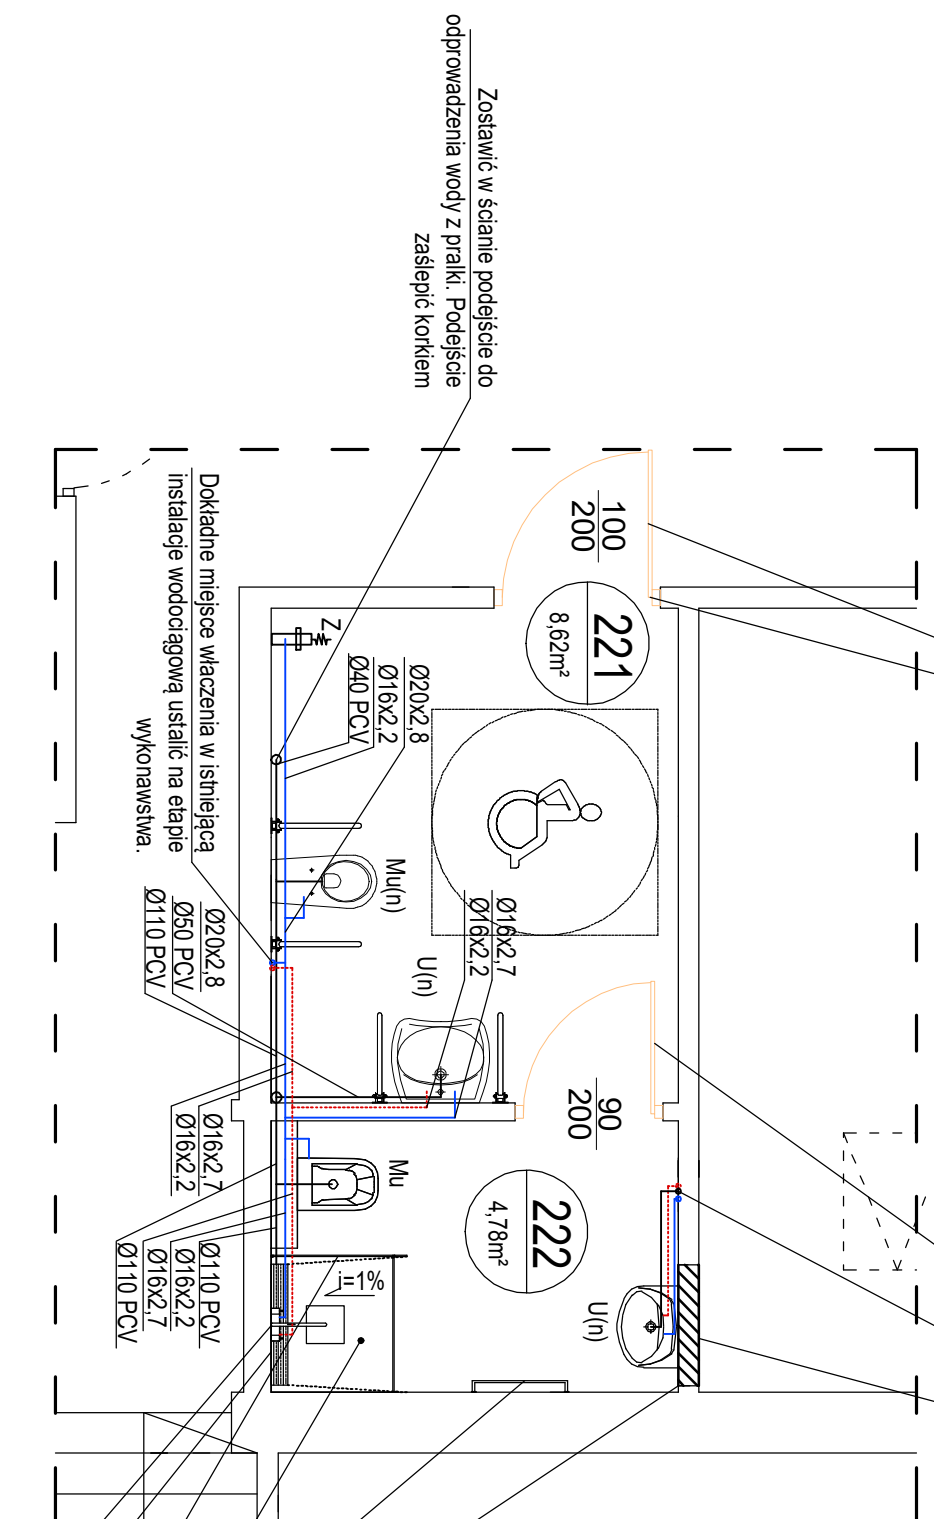 Zostawić w ścianie podejście do
odprowadzenia wody z pralki. Podejście
zaślepić korkiem
Dokładne miejsce właczenia w istniejącą
instalacje wodociągową ustalić na etapie
wykonawstwa.
100
200
221
8,62m²
Z
Ø20x2,8
Ø16x2,2
Ø40 PCV
Mu(n)
Ø16x2,7
Ø16x2,2
U(n)
Ø20x2,8
Ø50 PCV
Ø110 PCV
90
200
Ø16x2,7
Ø16x2,2
Mu
222
4,78m²
U(n)
i=1%
Ø110 PCV
Ø16x2,2
Ø16x2,7
Ø110 PCV